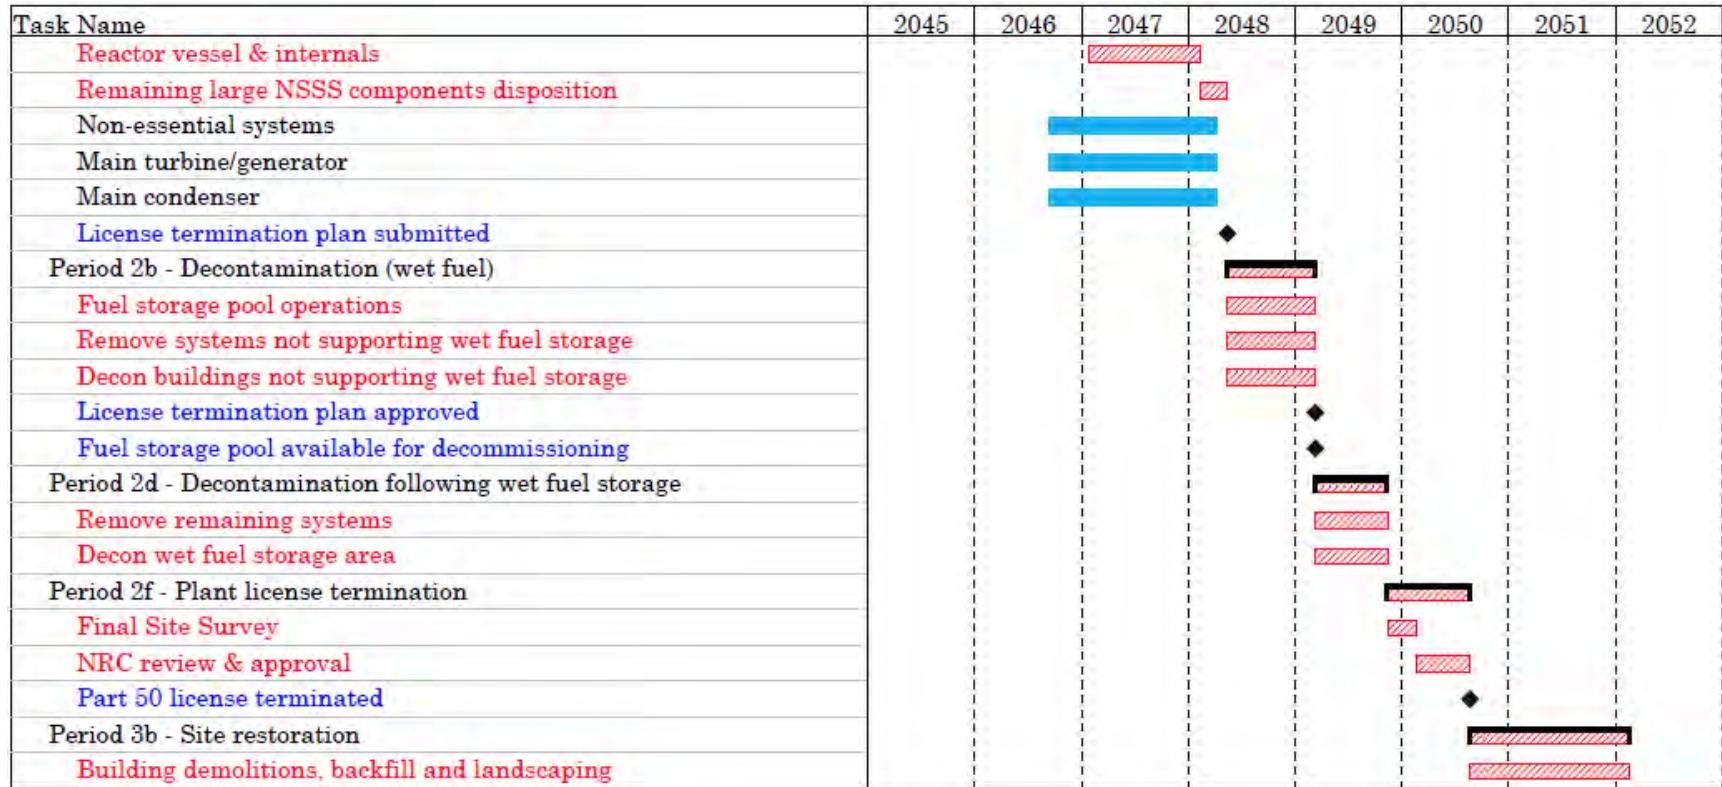 Task Name 2045 2046 2047 2048 2049 2050 2051 2052
Reactor vessel & internals
Remaining large NSSS components disposition
Non-essential systems
Main turbine/generator
Main condenser
License termination plan submitted
Period 2b - Decontamination (wet fuel)
Fuel storage pool operations
Remove systems not supporting wet fuel storage
Decon buildings not supporting wet fuel storage
License termination plan approved
Fuel storage pool available for decommissioning
Period 2d - Decontamination following wet fuel storage
Remove remaining systems
Decon wet fuel storage area
Period 2f - Plant license termination
Final Site Survey
NRC review & approval
Part 50 license terminated
Period 3b - Site restoration
Building demolitions, backfill and landscaping